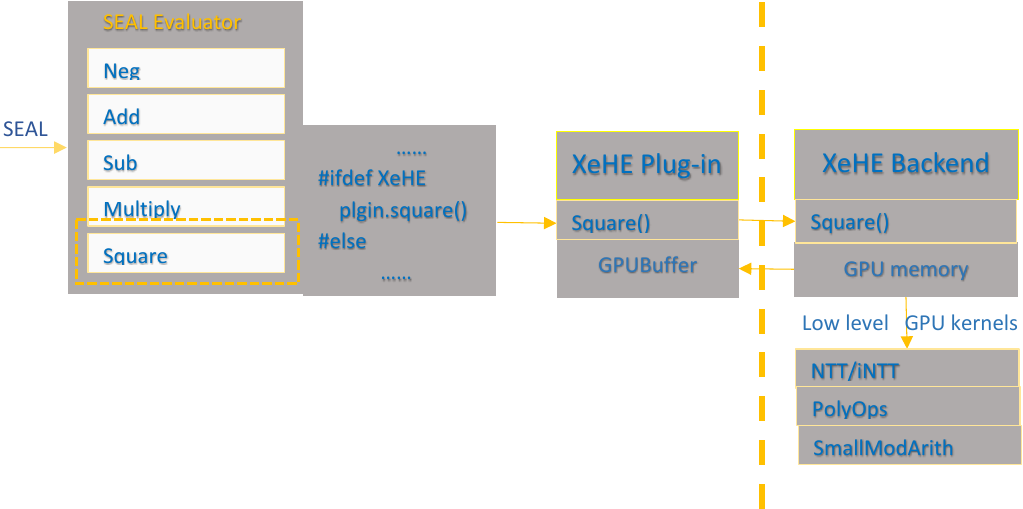 SEAL
SEAL Evaluator
Neg
Add
Sub
Multiply
Square
......
#ifdef XeHE
plgin.square()
#else
......
XeHE Plug-in
Square()
GPUBuffer
XeHE Backend
Square()
GPU memory
Low level GPU kernels
NTT/iNTT
PolyOps
SmallModArith